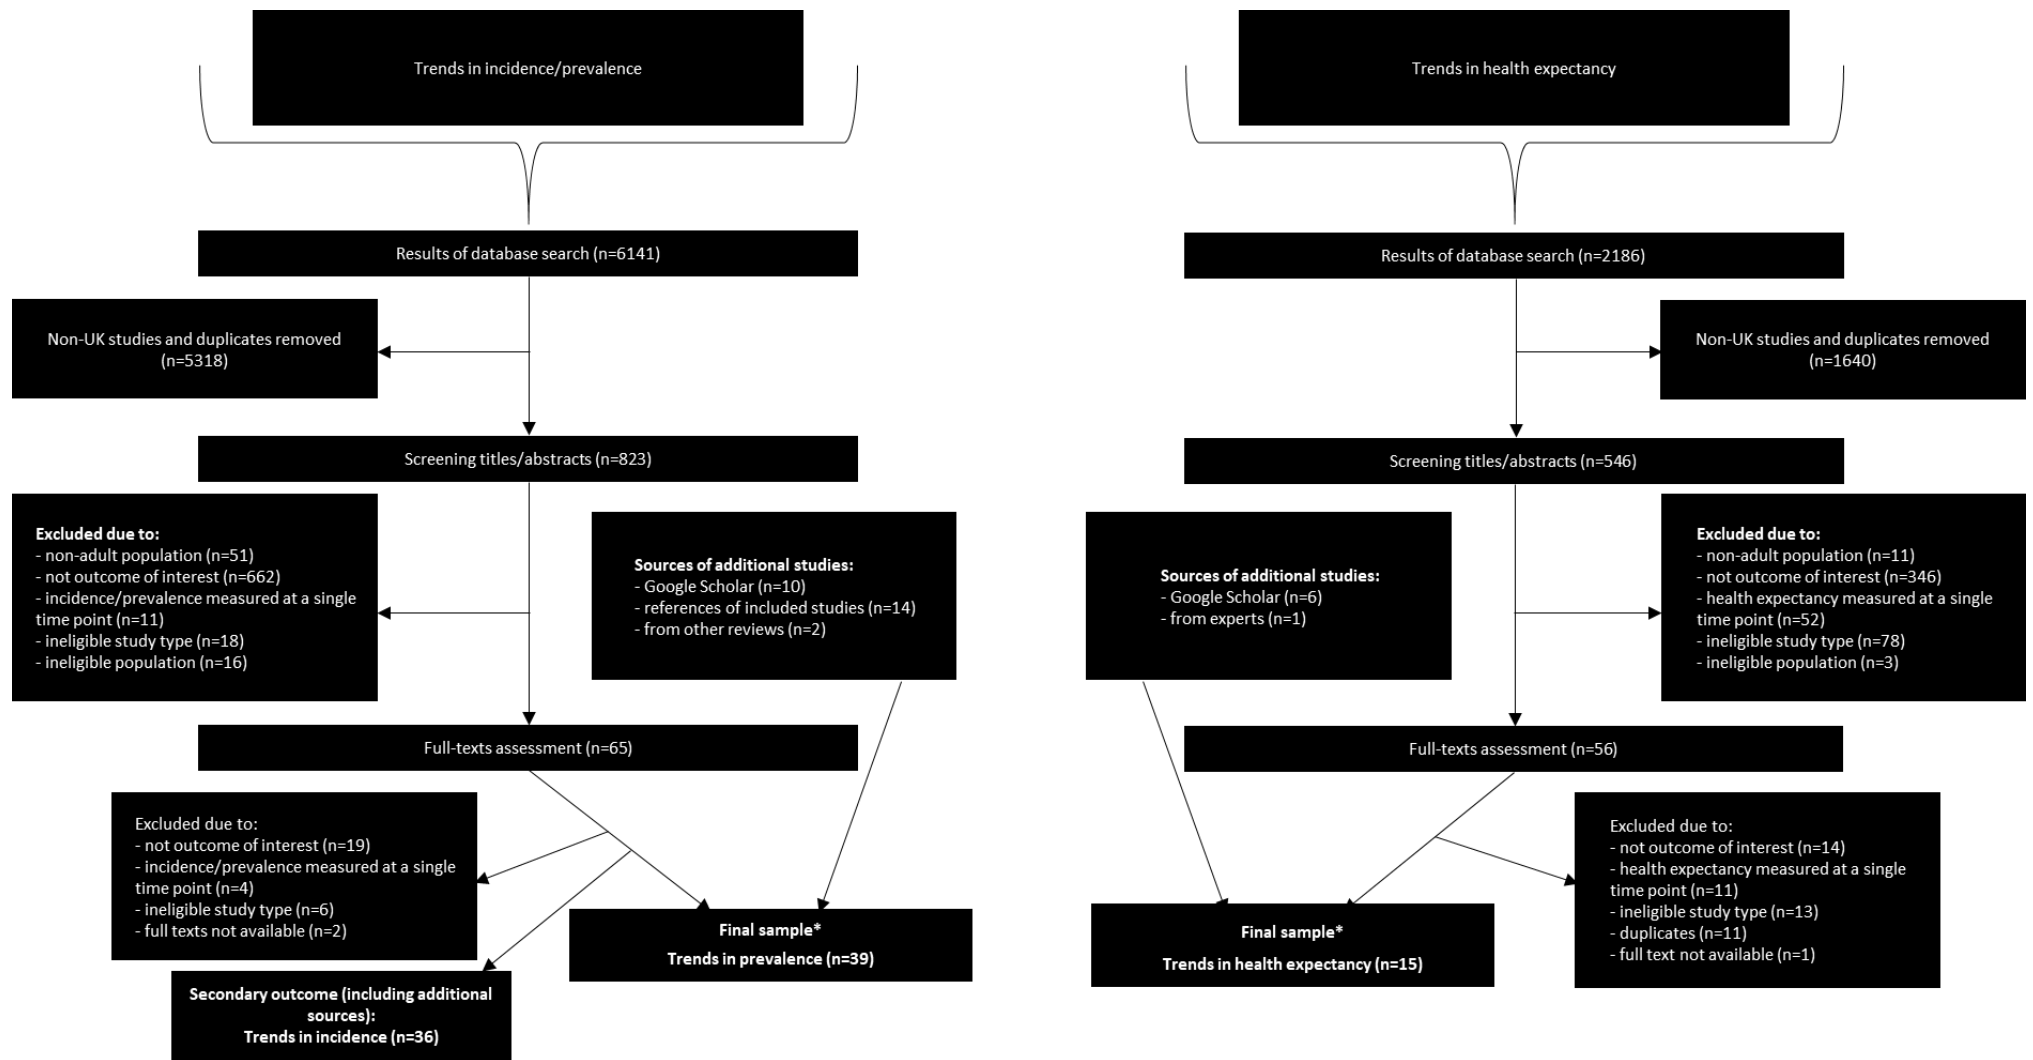 Trends in incidence/prevalence
Results of database search (n=6141)
Non-UK studies and duplicates removed
(n=5318)
Screening titles/abstracts (n=823)
Excluded due to:
- non-adult population (n=51)
- not outcome of interest (n=662)
- incidence/prevalence measured at a single
time point (n=11)
- ineligible study type (n=18)
- ineligible population (n=16)
Sources of additional studies:
- Google Scholar (n=10)
- references of included studies (n=14)
- from other reviews (n=2)
Full-texts assessment (n=65)
Excluded due to:
- not outcome of interest (n=19)
- incidence/prevalence measured at a single
time point (n=4)
- ineligible study type (n=6)
- full texts not available (n=2)
Final sample*
Trends in prevalence (n=39)
Secondary outcome (including additional
sources):
Trends in incidence (n=36)
Trends in health expectancy
Results of database search (n=2186)
Non-UK studies and duplicates removed
(n=1640)
Screening titles/abstracts (n=546)
Sources of additional studies:
- Google Scholar (n=6)
- from experts (n=1)
Excluded due to:
- non-adult population (n=11)
- not outcome of interest (n=346)
- health expectancy measured at a single
time point (n=52)
- ineligible study type (n=78)
- ineligible population (n=3)
Full-texts assessment (n=56)
Excluded due to:
- not outcome of interest (n=14)
- health expectancy measured at a single
time point (n=11)
- ineligible study type (n=13)
- duplicates (n=11)
- full text not available (n=1)
Final sample*
Trends in health expectancy (n=15)